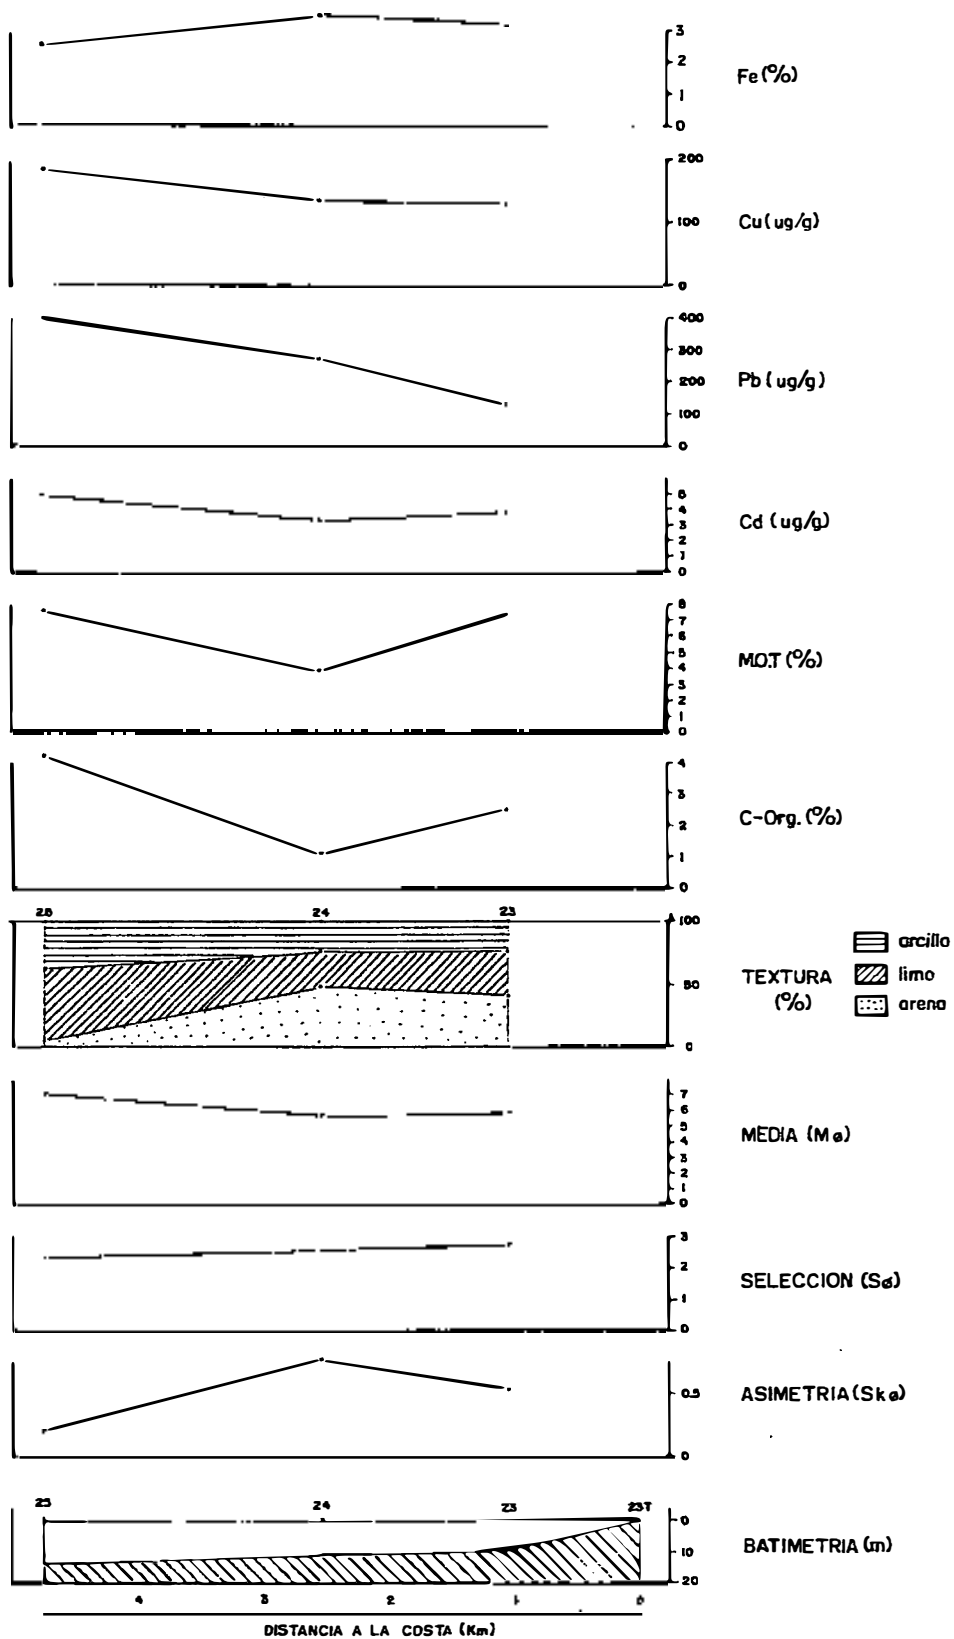 3
2
Fe (%)
1
0
200
100
Cu (ug/g)
0
400
300
200
Pb (ug/g)
100
0
5
4
Cd (ug/g)
3
2
1
0
8
7
6
5
M.O.T (%)
4
3
2
1
0
4
3
2
C-Org. (%)
1
0
25 24 23
100
arcilla
TEXTURA
50
limo
(%)
arena
0
7
6
5
MEDIA (Mø)
4
3
2
1
0
3
2
SELECCION (Sø)
1
0
0.5
ASIMETRIA (Skø)
0
25 24 23 23T
0
BATIMETRIA (m)
10
20
4 3 2 1 0
DISTANCIA A LA COSTA (Km)